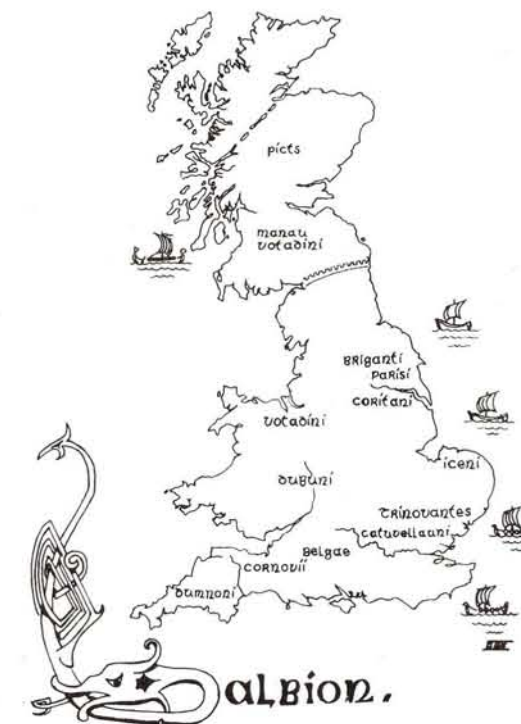 picts
manau
votadini
briganti
parisi
coritani
votadini
iceni
dubuni
trinovantes
catuvellauni
belgae
cornovii
dumnoni
albion.